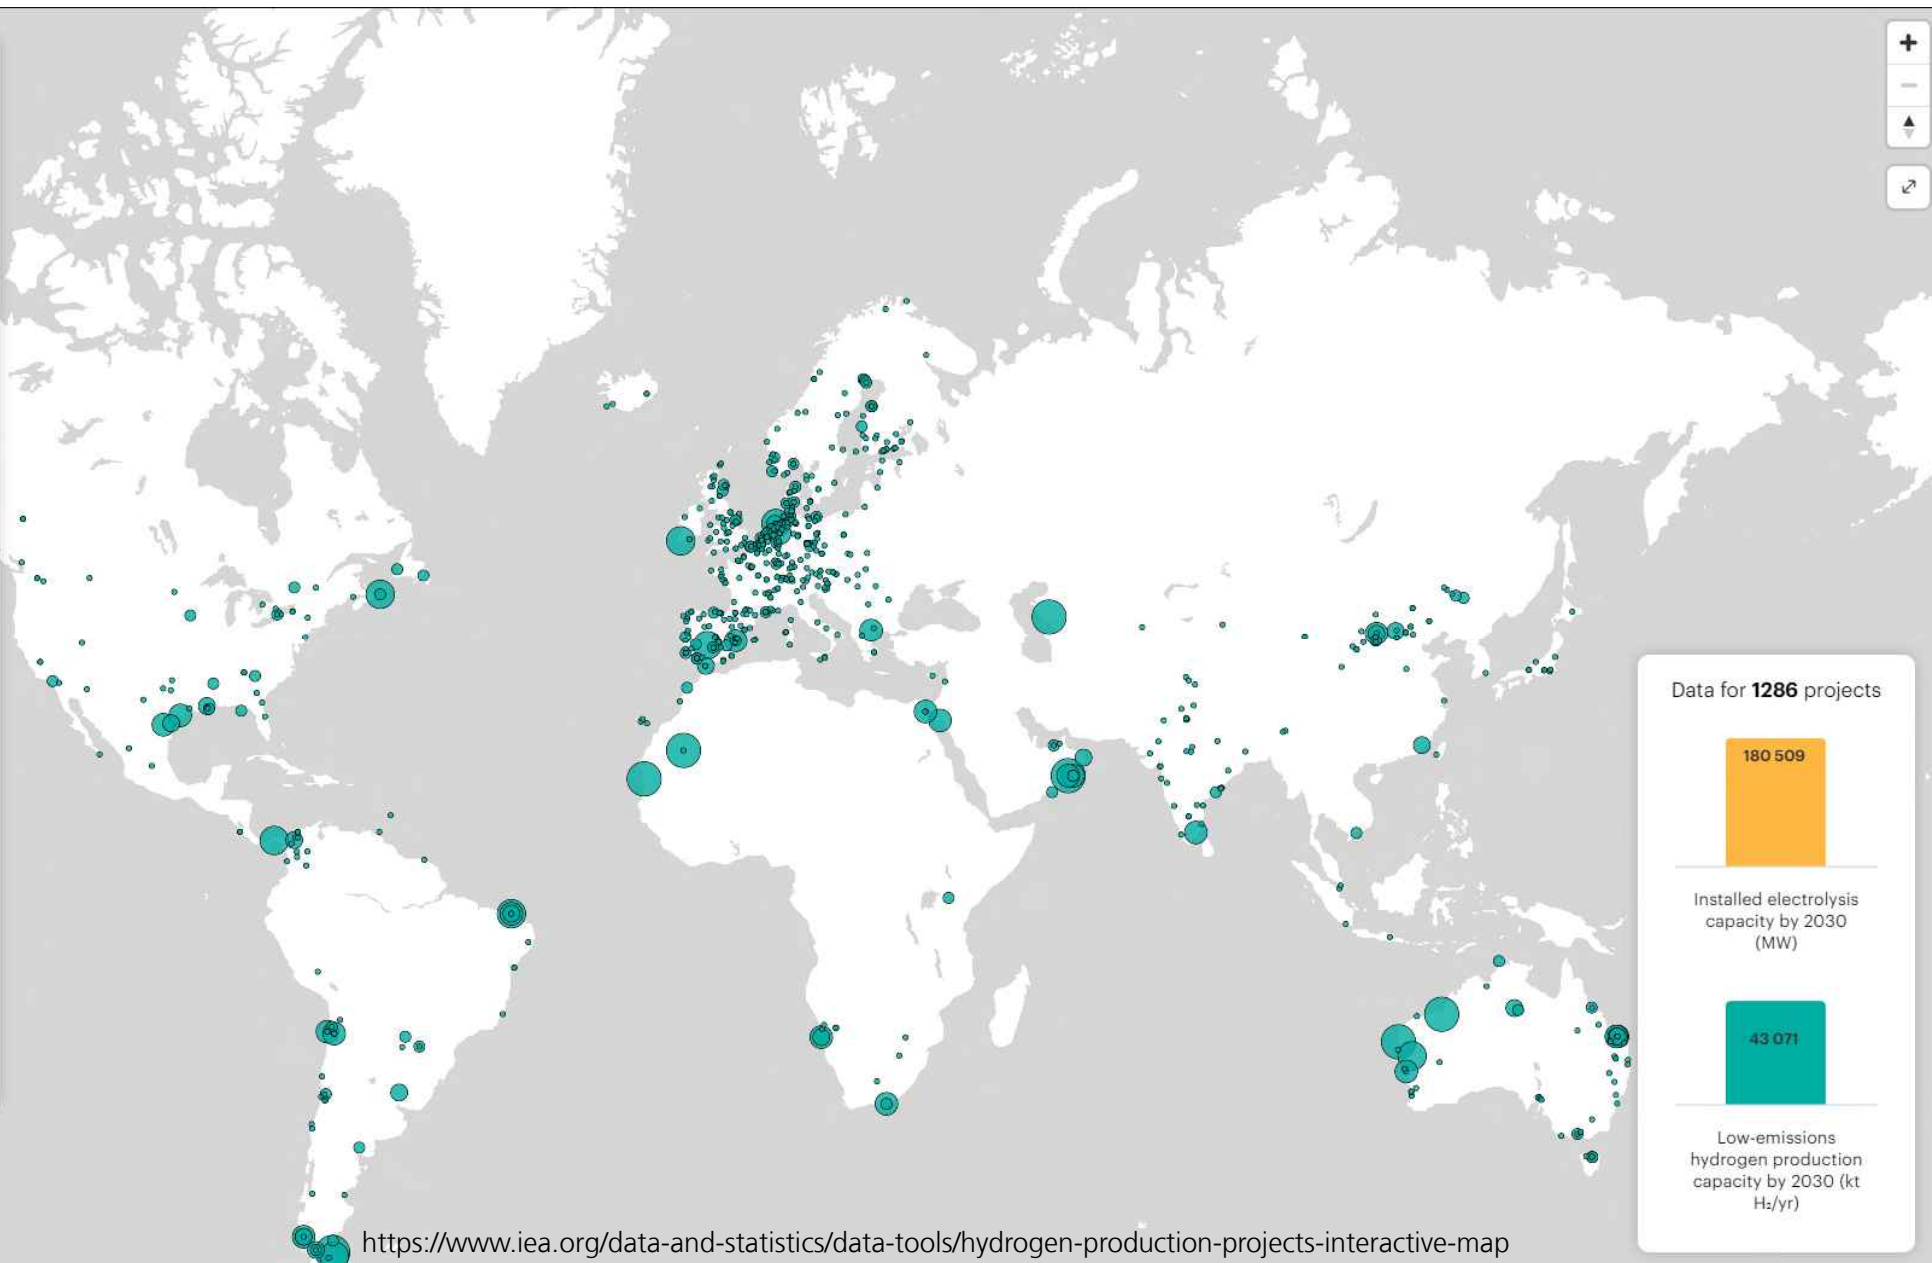 Data for 1286 projects
180 509
Installed electrolysis
capacity by 2030
(MW)
43 071
Low-emissions
hydrogen production
capacity by 2030 (kt
H₂/yr)
https://www.iea.org/data-and-statistics/data-tools/hydrogen-production-projects-interactive-map